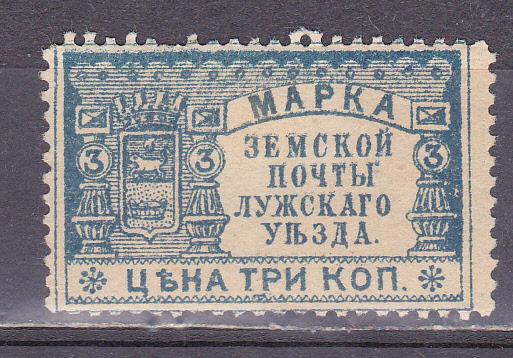 МАРКА
3 3 ЗЕМСКОЙ 3
ПОЧТЫ
ЛУЖСКАГО
УѢЗДА.
ЦѢНА ТРИ КОП.